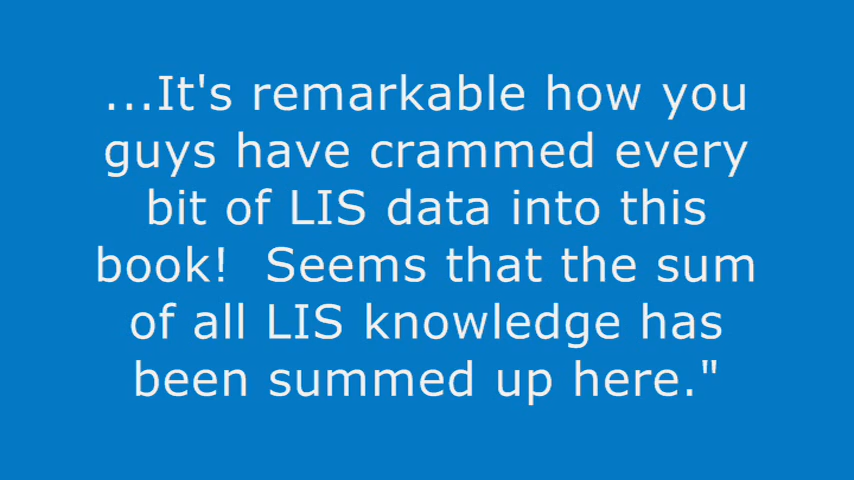 ...It's remarkable how you
guys have crammed every
bit of LIS data into this
book!  Seems that the sum
of all LIS knowledge has
been summed up here."